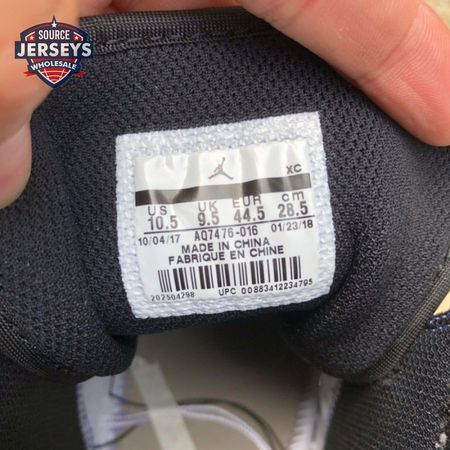 SOURCE
JERSEYS
WHOLESALE
XC
US UK EUR cm
10.5 9.5 44.5 28.5
10/04/17 AQ7476-016 01/23/18
MADE IN CHINA
FABRIQUE EN CHINE
202504298 UPC 00883412234795